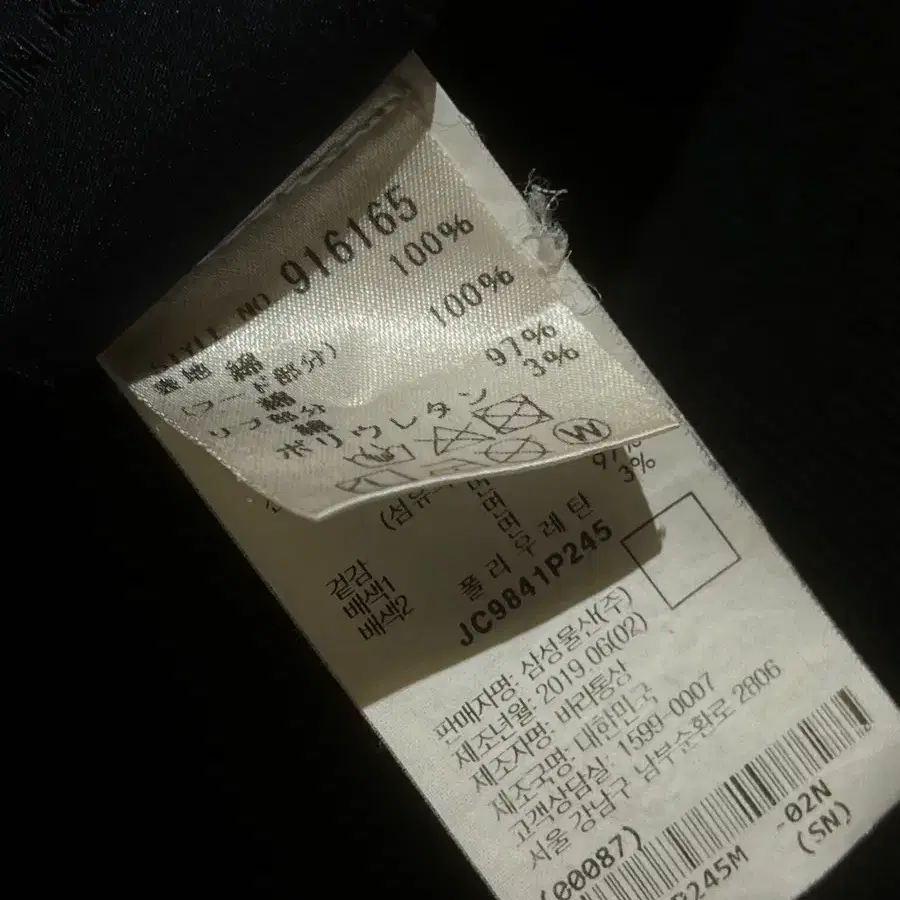 STYLE NO 916165
表地 綿 100%
(フード部分)
綿 100%
リブ部分
綿 97%
ポリウレタン 3%
W
97%
3%
(섬유의
겉감 면
배색1 면
배색2 면
폴리우레탄
JC9841P245
판매자명: 삼성물산(주)
제조년월: 2019.06(02)
제조자명: 바리통상
제조국명: 대한민국
고객상담실: 1599-0007
서울 강남구 남부순환로 2806
(00087)
P245M -02N
(SN)